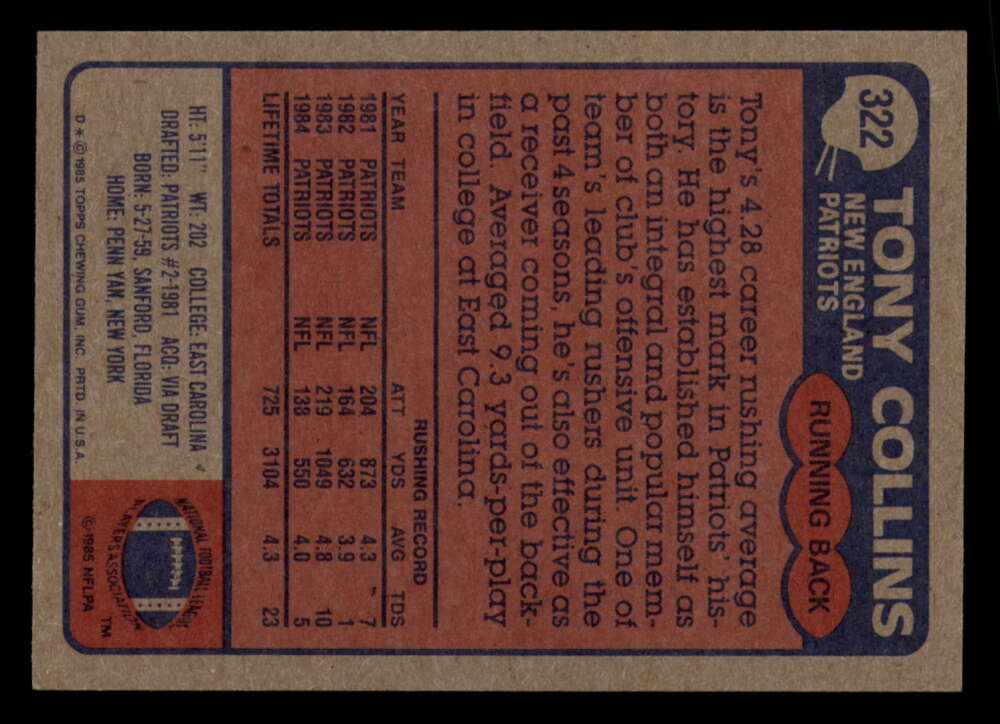 322
TONY COLLINS
NEW ENGLAND
PATRIOTS
RUNNING BACK
Tony's 4.28 career rushing average
is the highest mark in Patriots' his-
tory. He has established himself as
both an integral and popular mem-
ber of club's offensive unit. One of
team's leading rushers during the
past 4 seasons, he's also effective as
a receiver coming out of the back-
field. Averaged 9.3 yards-per-play
in college at East Carolina.
RUSHING RECORD
YEAR TEAM ATT YDS AVG TDS
1981 PATRIOTS NFL 204 873 4.3 7
1982 PATRIOTS NFL 164 632 3.9 1
1983 PATRIOTS NFL 219 1049 4.8 10
1984 PATRIOTS NFL 138 550 4.0 5
LIFETIME TOTALS 725 3104 4.3 23
HT: 5'11" WT: 202 COLLEGE: EAST CAROLINA
DRAFTED: PATRIOTS #2-1981 ACQ: VIA DRAFT
BORN: 5-27-59, SANFORD, FLORIDA
HOME: PENN YAN, NEW YORK
D * © 1985 TOPPS CHEWING GUM, INC. PRTD. IN U.S.A.
NATIONAL FOOTBALL LEAGUE
PLAYERS ASSOCIATION
TM
© 1985 NFLPA